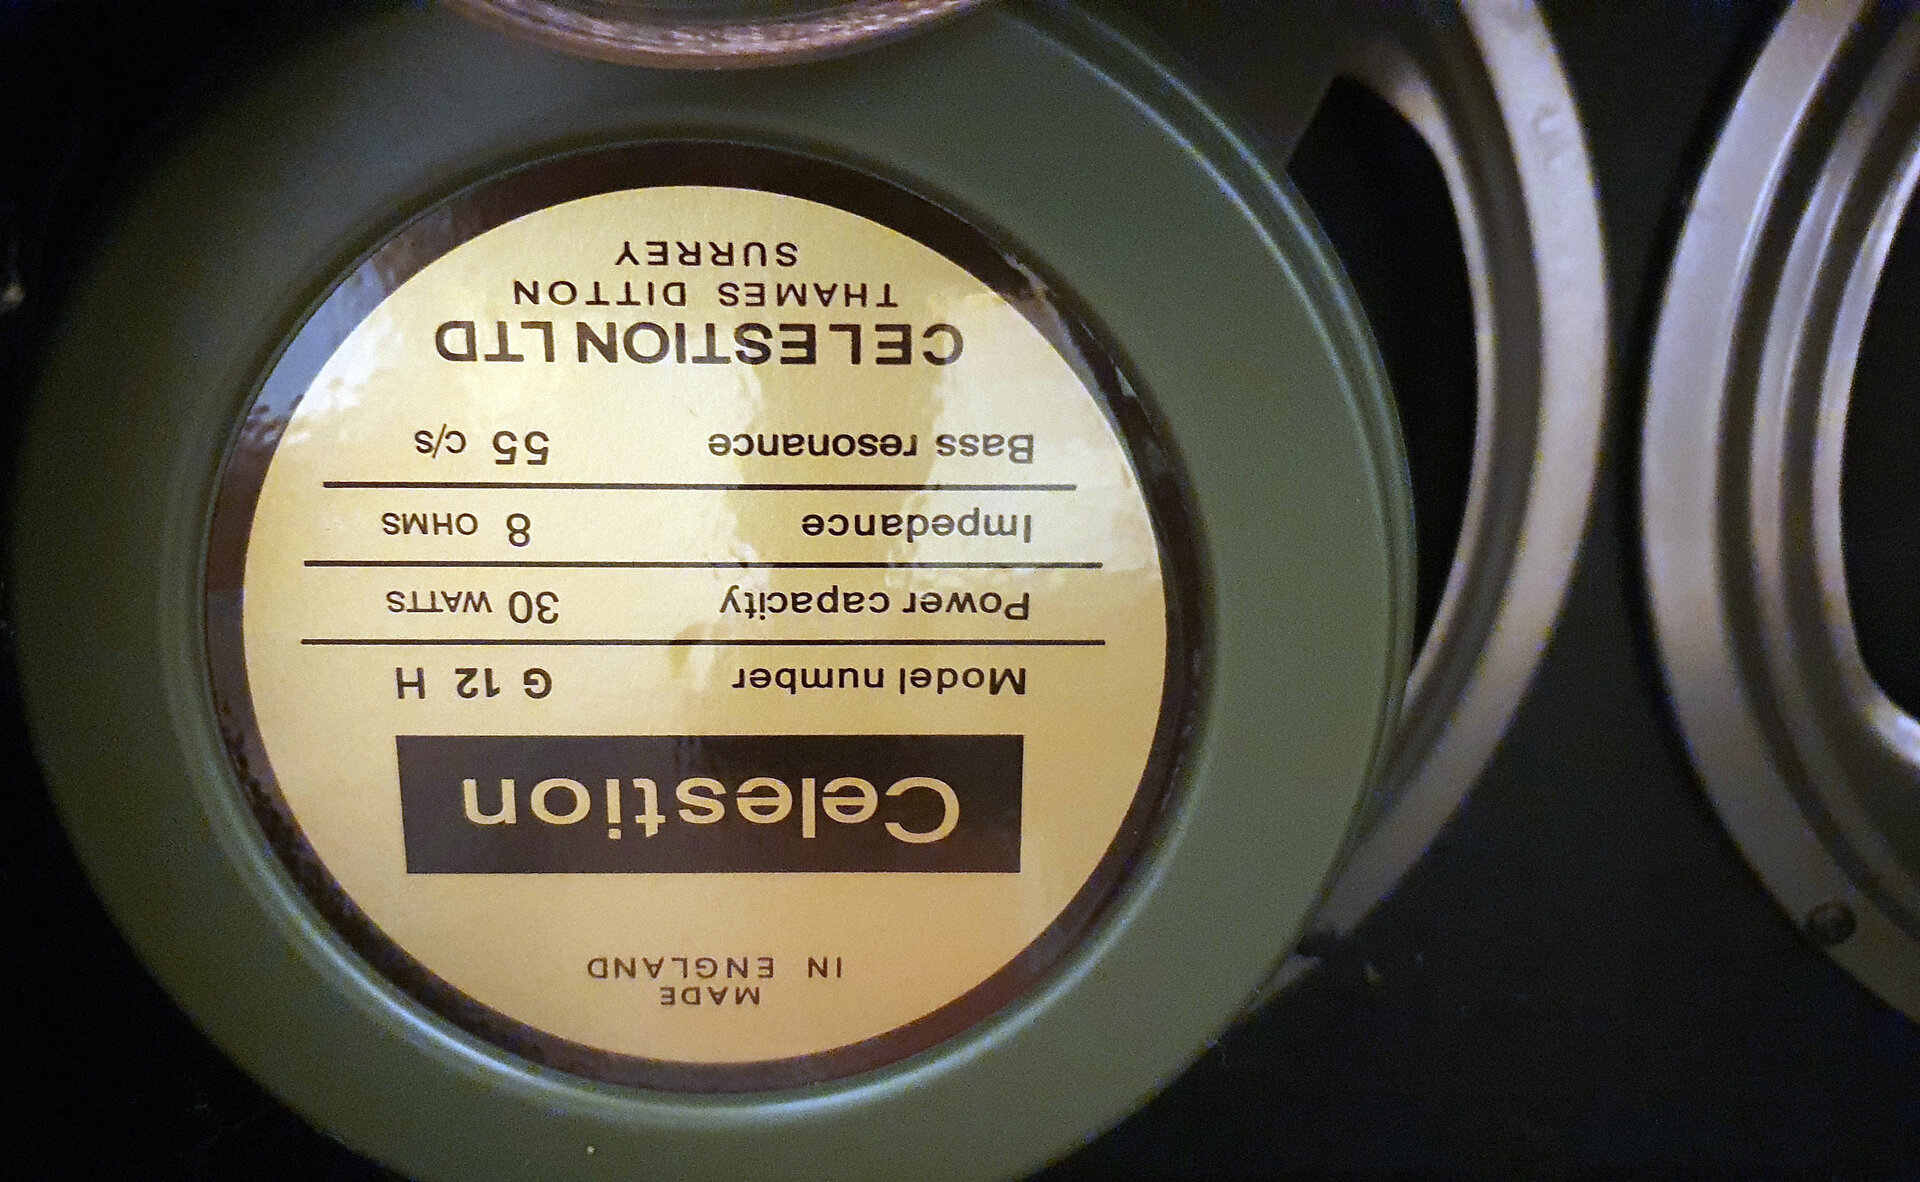 MADE
IN ENGLAND
Celestion
Model number G 12 H
Power capacity 30 WATTS
Impedance 8 OHMS
Bass resonance 55 c/s
CELESTION LTD
THAMES DITTON
SURREY